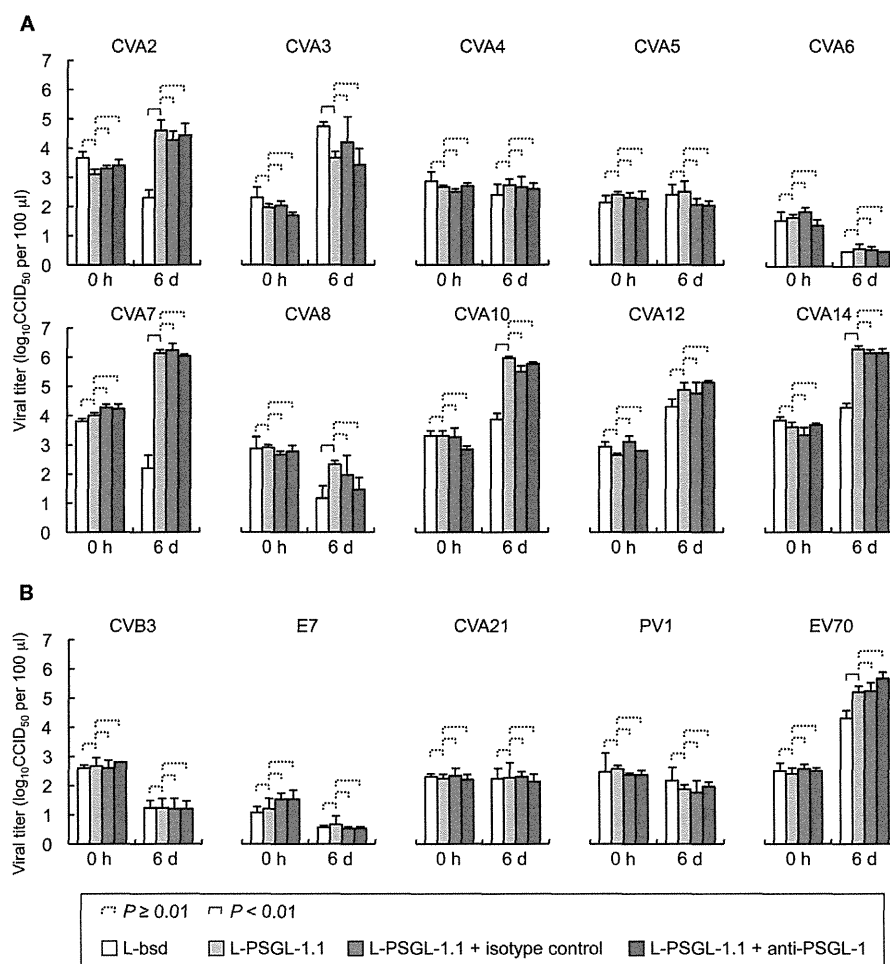 A
CVA2 CVA3 CVA4 CVA5 CVA6
7
6
5
4
3
2
1
0
0 h 6 d 0 h 6 d 0 h 6 d 0 h 6 d 0 h 6 d
Viral titer (log10CCID50 per 100 μl)
CVA7 CVA8 CVA10 CVA12 CVA14
7
6
5
4
3
2
1
0
0 h 6 d 0 h 6 d 0 h 6 d 0 h 6 d 0 h 6 d
B
CVB3 E7 CVA21 PV1 EV70
Viral titer (log10CCID50 per 100 μl)
7
6
5
4
3
2
1
0
0 h 6 d 0 h 6 d 0 h 6 d 0 h 6 d 0 h 6 d
P ≥ 0.01 P < 0.01
L-bsd L-PSGL-1.1 L-PSGL-1.1 + isotype control L-PSGL-1.1 + anti-PSGL-1